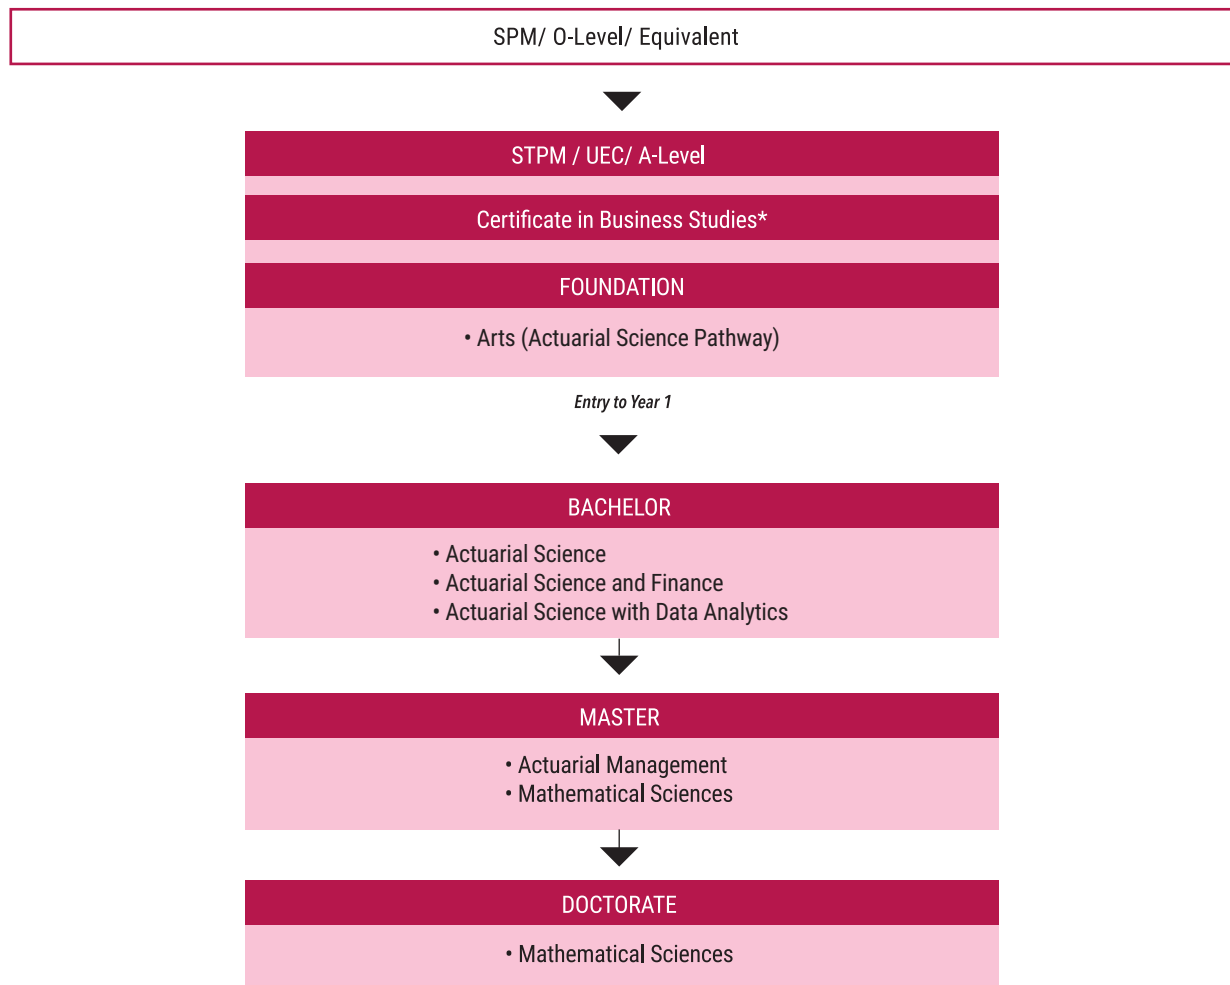 SPM/ O-Level/ Equivalent
STPM / UEC/ A-Level
Certificate in Business Studies*
FOUNDATION
• Arts (Actuarial Science Pathway)
Entry to Year 1
BACHELOR
• Actuarial Science
• Actuarial Science and Finance
• Actuarial Science with Data Analytics
MASTER
• Actuarial Management
• Mathematical Sciences
DOCTORATE
• Mathematical Sciences